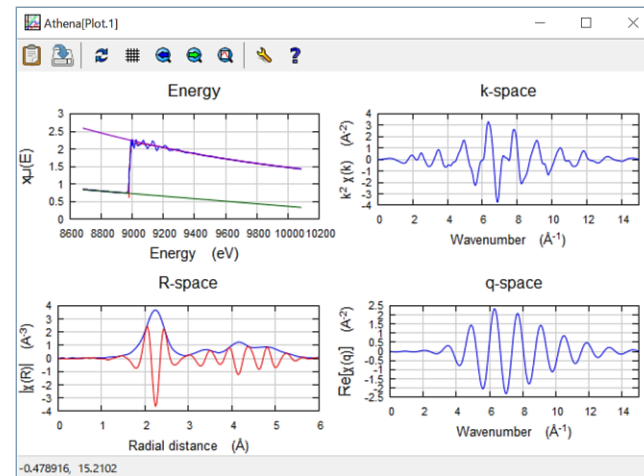 Athena[Plot.1]
Energy
xμ(E)
3
2.5
2
1.5
1
0.5
0
8600 8800 9000 9200 9400 9600 9800 10000 10200
Energy (eV)
k-space
k² χ(k) (Å⁻²)
4
3
2
1
0
-1
-2
-3
-4
0 2 4 6 8 10 12 14
Wavenumber (Å⁻¹)
R-space
|χ(R)| (Å⁻³)
4
3
2
1
0
-1
-2
-3
-4
0 1 2 3 4 5 6
Radial distance (Å)
q-space
Re[χ(q)] (Å⁻²)
2.5
2
1.5
1
0.5
0
-0.5
-1
-1.5
-2
-2.5
0 2 4 6 8 10 12 14
Wavenumber (Å⁻¹)
-0.478916, 15.2102